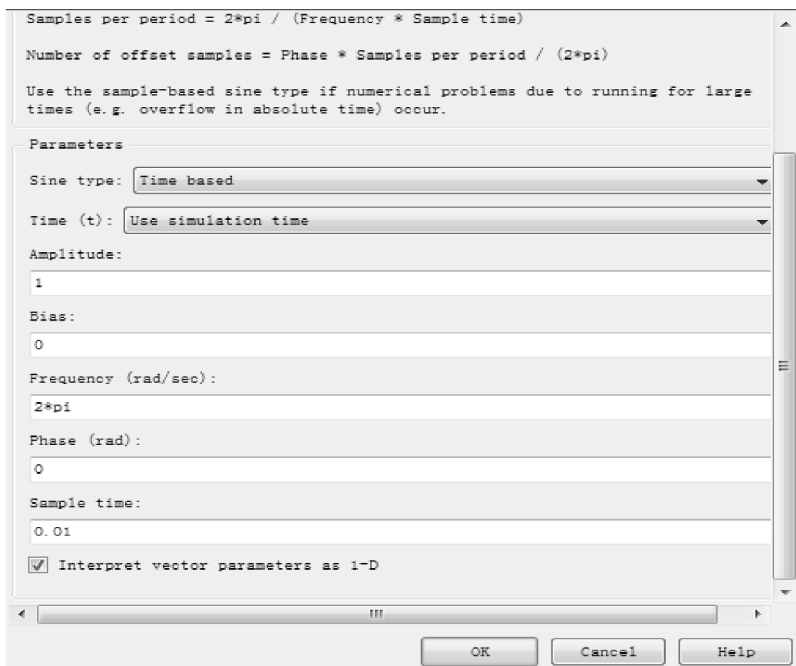 Samples per period = 2*pi / (Frequency * Sample time)
Number of offset samples = Phase * Samples per period / (2*pi)
Use the sample-based sine type if numerical problems due to running for large
times (e.g. overflow in absolute time) occur.
Parameters
Sine type: Time based
Time (t): Use simulation time
Amplitude:
1
Bias:
0
Frequency (rad/sec):
2*pi
Phase (rad):
0
Sample time:
0.01
Interpret vector parameters as 1-D
OK Cancel Help